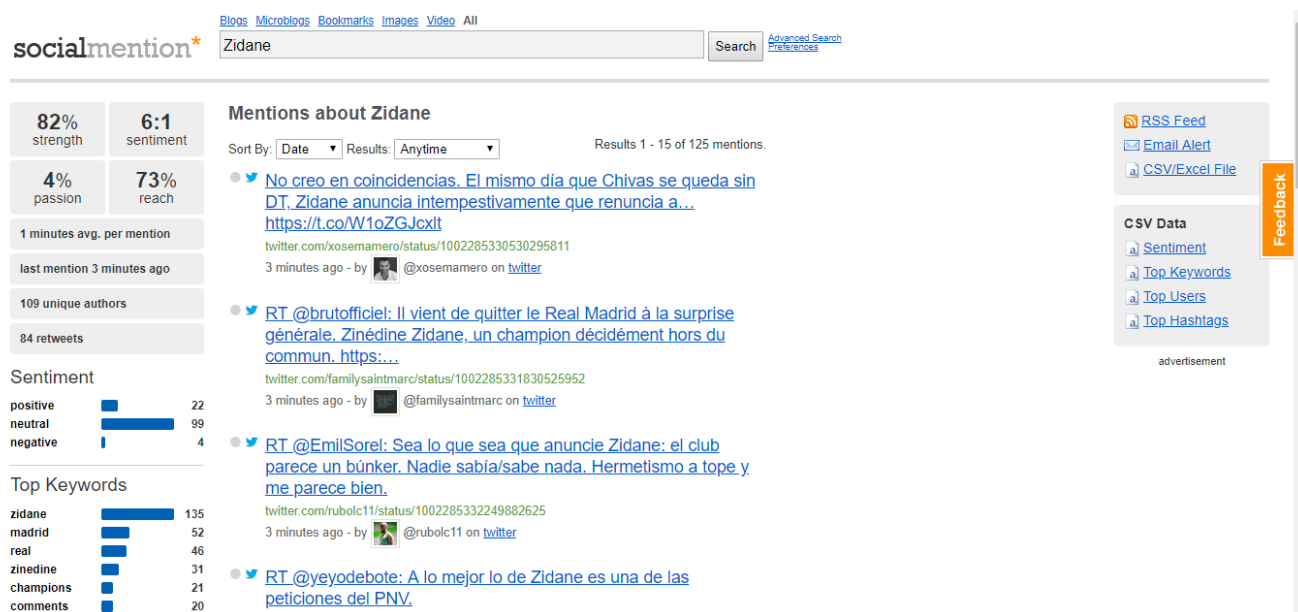 Blogs Microblogs Bookmarks Images Video All
socialmention*
Zidane
Search
Advanced Search
Preferences
82%
strength
6:1
sentiment
4%
passion
73%
reach
1 minutes avg. per mention
last mention 3 minutes ago
109 unique authors
84 retweets
Sentiment
positive 22
neutral 99
negative 4
Top Keywords
zidane 135
madrid 52
real 46
zinedine 31
champions 21
comments 20
Mentions about Zidane
Sort By: Date Results: Anytime
Results 1 - 15 of 125 mentions.
No creo en coincidencias. El mismo día que Chivas se queda sin
DT, Zidane anuncia intempestivamente que renuncia a…
https://t.co/W1oZGJcxlt
twitter.com/xosemamero/status/1002285330530295811
3 minutes ago - by @xosemamero on twitter
RT @brutofficiel: Il vient de quitter le Real Madrid à la surprise
générale. Zinédine Zidane, un champion décidément hors du
commun. https:…
twitter.com/familysaintmarc/status/1002285331830525952
3 minutes ago - by @familysaintmarc on twitter
RT @EmilSorel: Sea lo que sea que anuncie Zidane: el club
parece un búnker. Nadie sabía/sabe nada. Hermetismo a tope y
me parece bien.
twitter.com/rubolc11/status/1002285332249882625
3 minutes ago - by @rubolc11 on twitter
RT @yeyodebote: A lo mejor lo de Zidane es una de las
peticiones del PNV.
RSS Feed
Email Alert
CSV/Excel File
CSV Data
Sentiment
Top Keywords
Top Users
Top Hashtags
advertisement
Feedback